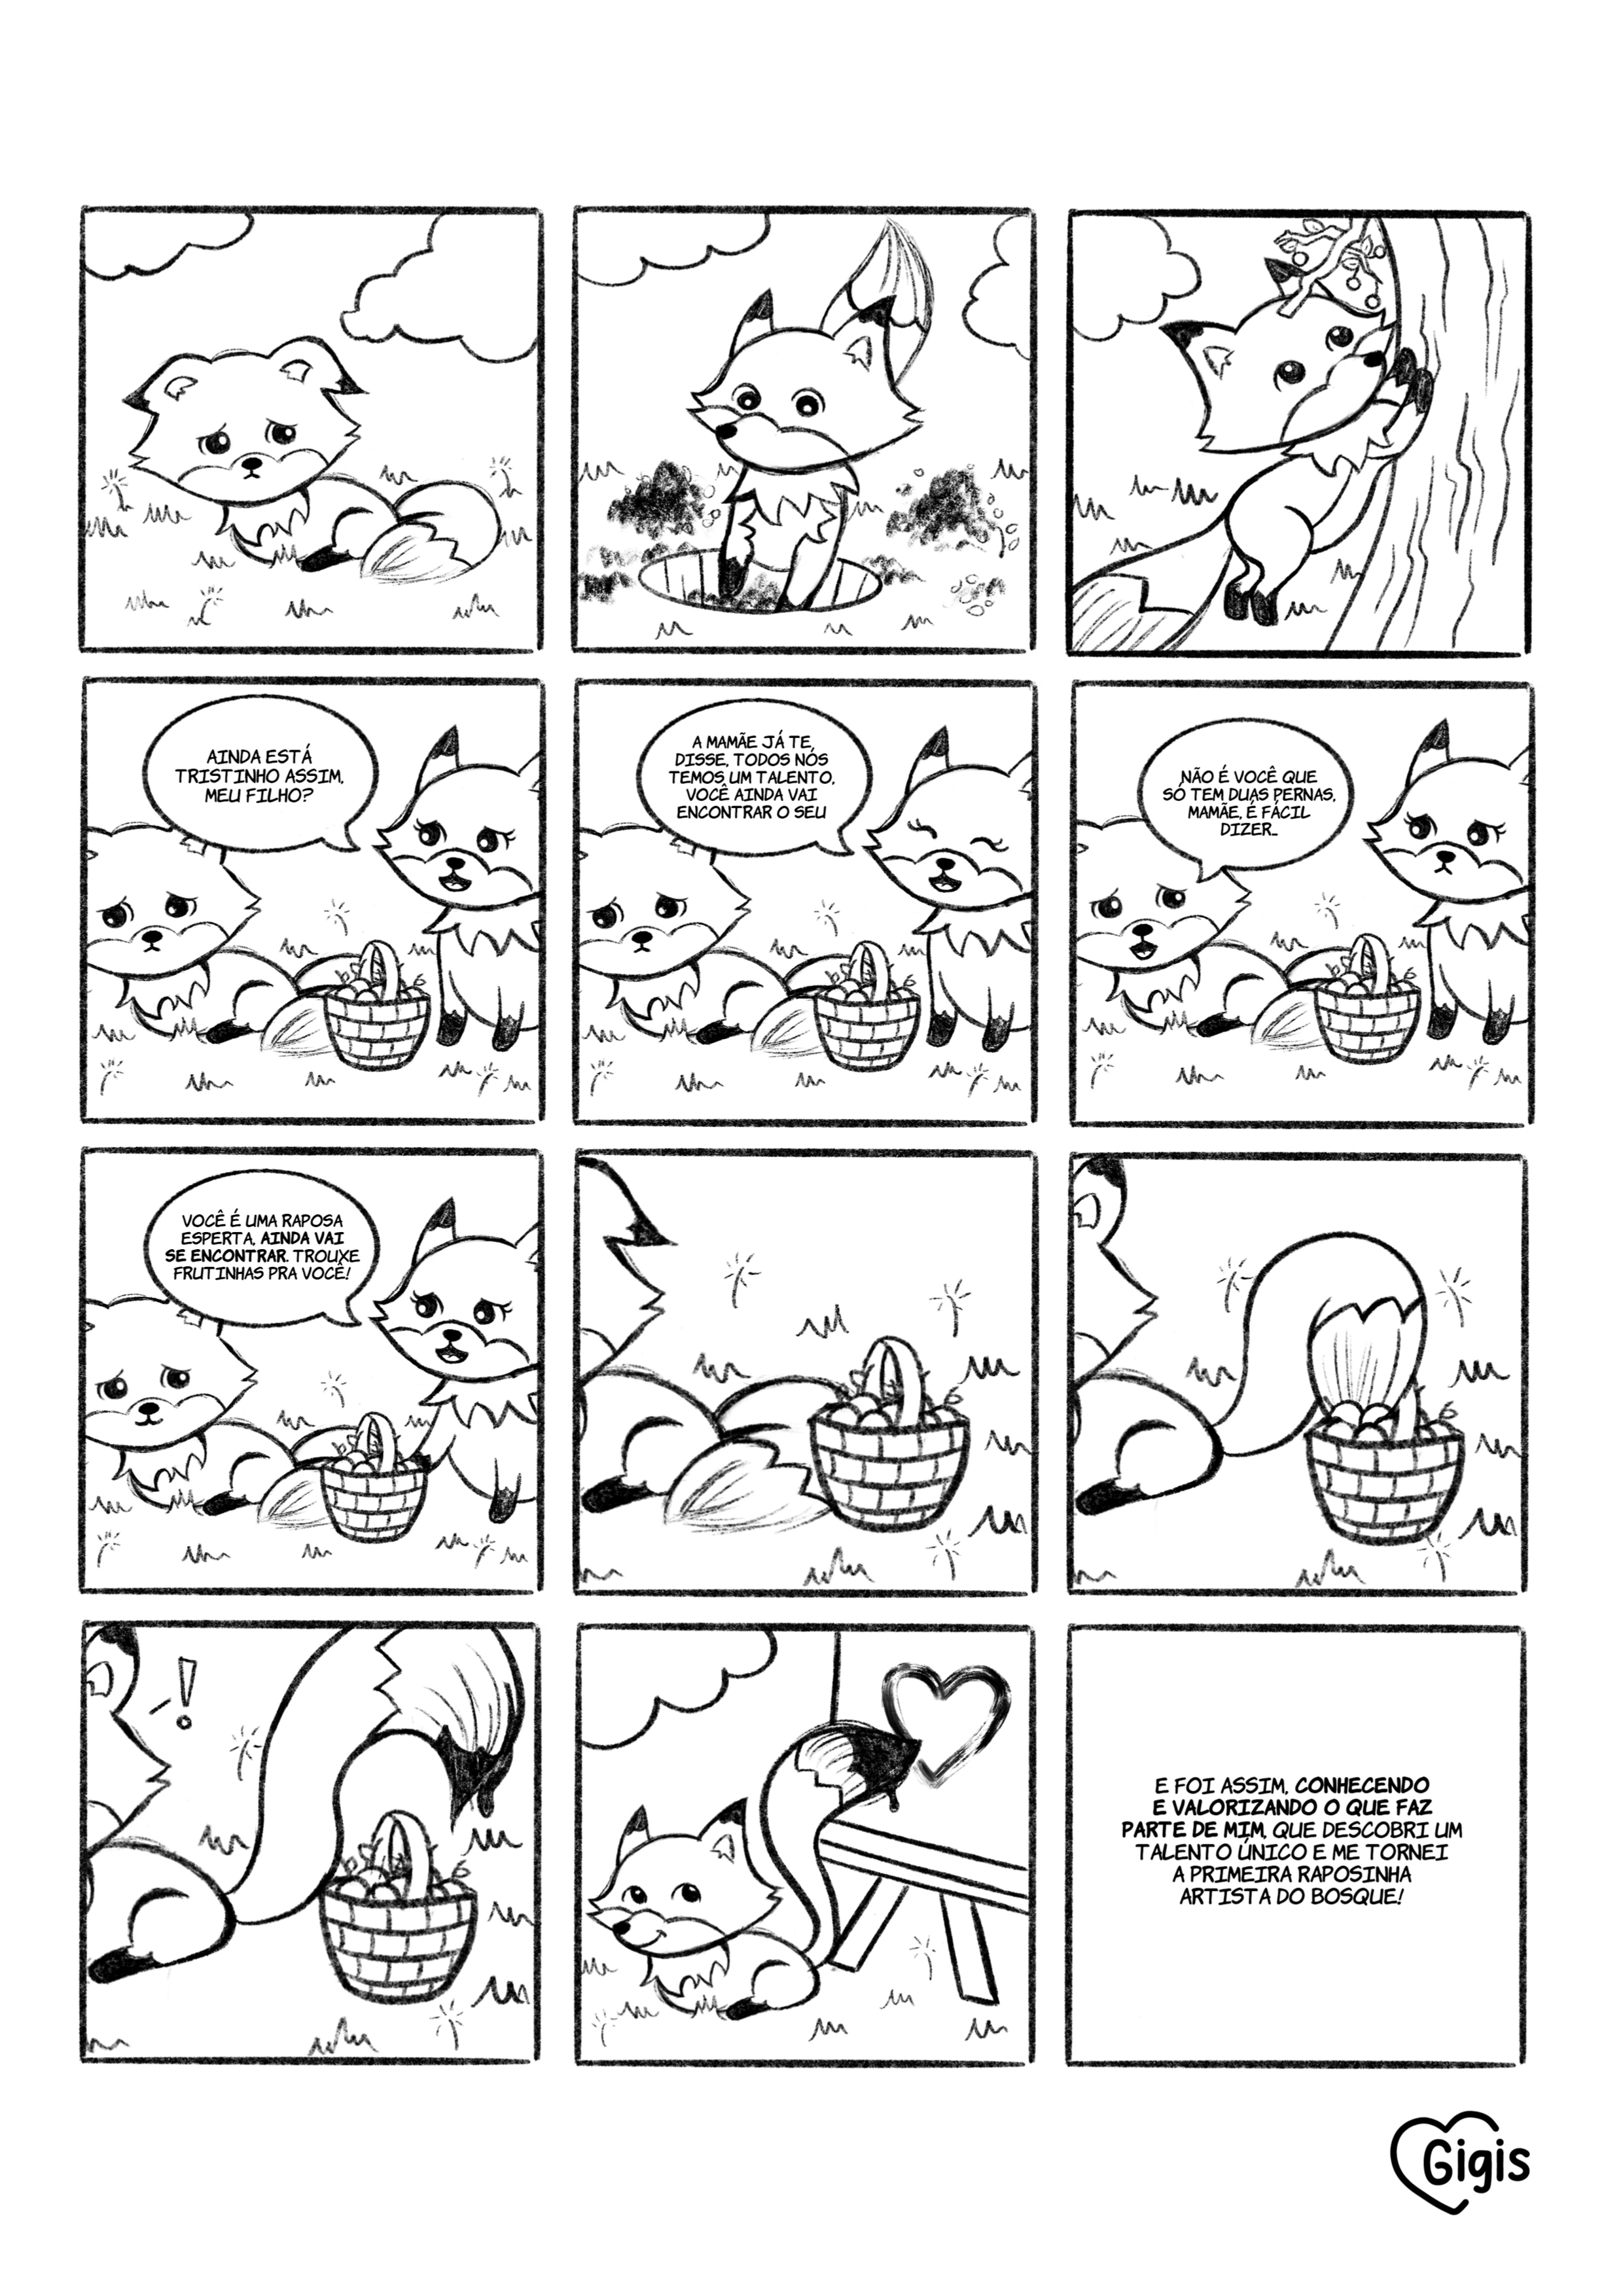 AINDA ESTÁ
TRISTINHO ASSIM,
MEU FILHO?
A MAMÃE JÁ TE
DISSE, TODOS NÓS
TEMOS UM TALENTO,
VOCÊ AINDA VAI
ENCONTRAR O SEU
NÃO É VOCÊ QUE
SÓ TEM DUAS PERNAS,
MAMÃE, É FÁCIL
DIZER...
VOCÊ É UMA RAPOSA
ESPERTA, AINDA VAI
SE ENCONTRAR. TROUXE
FRUTINHAS PRA VOCÊ!
!
E FOI ASSIM, CONHECENDO
E VALORIZANDO O QUE FAZ
PARTE DE MIM, QUE DESCOBRI UM
TALENTO ÚNICO E ME TORNEI
A PRIMEIRA RAPOSINHA
ARTISTA DO BOSQUE!
Gigis